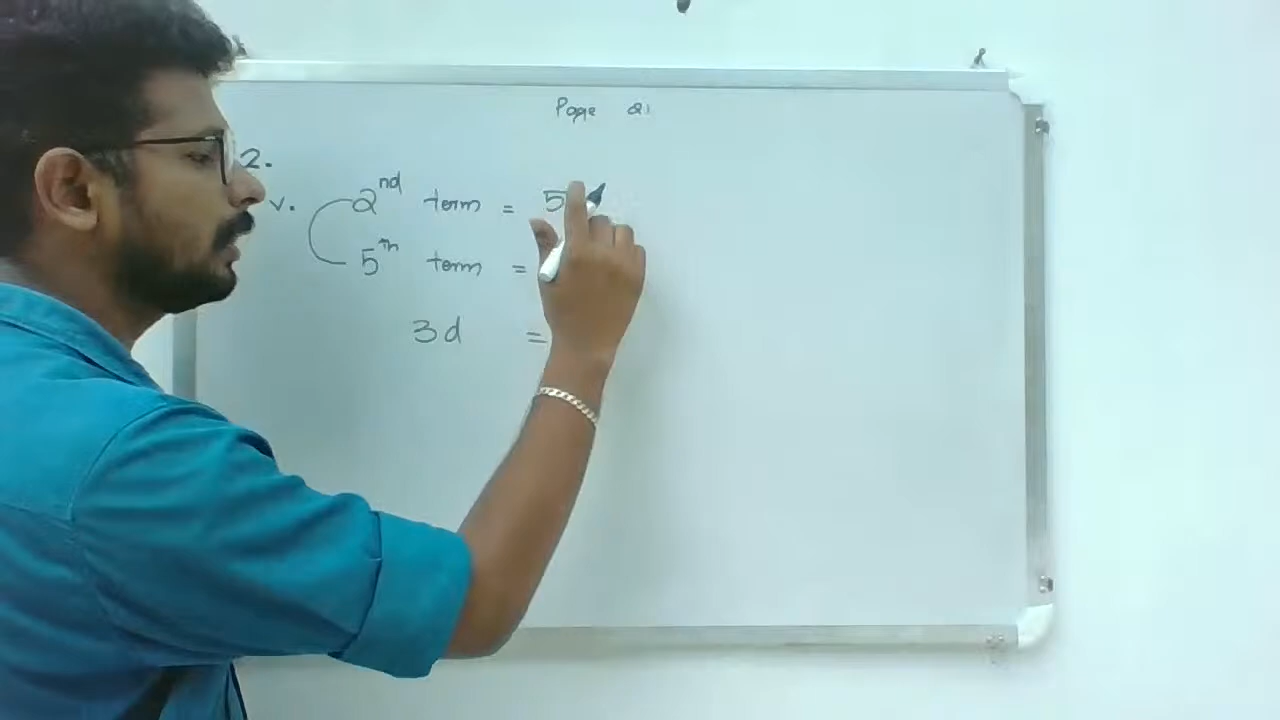 Page 21
2.
v. 2nd term = 5
5th term =
3d =